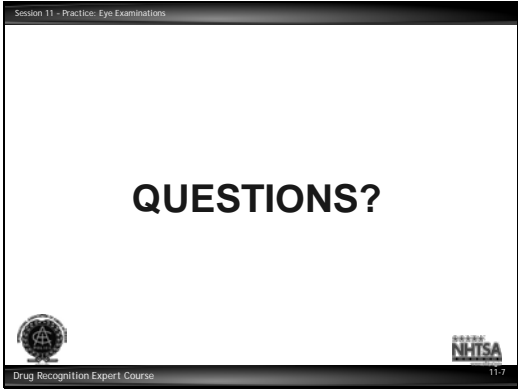 Session 11 - Practice: Eye Examinations
QUESTIONS?
NHTSA
Drug Recognition Expert Course
11-7